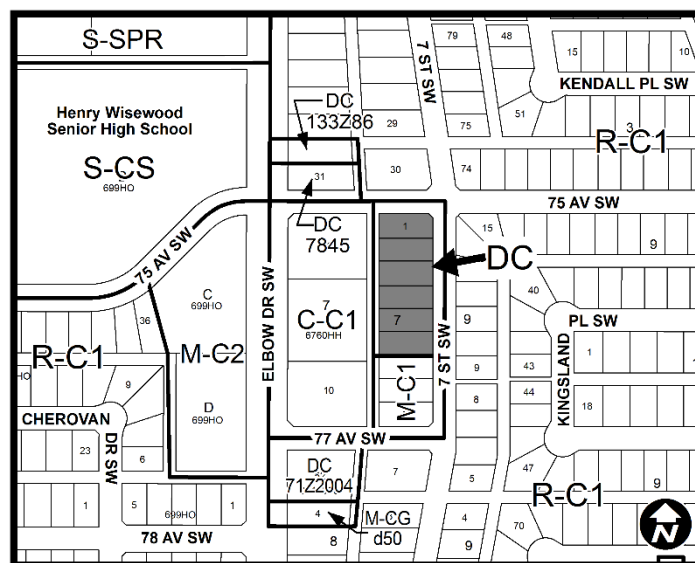 S-SPR
Henry Wisewood
Senior High School
S-CS
699HO
79
48
15
10
7 ST SW
KENDALL PL SW
51
DC
133Z86
29
75
3
R-C1
31
30
74
75 AV SW
DC
7845
75 AV SW
1
15
9
DC
C
699HO
7
C-C1
6760HH
40
36
ELBOW DR SW
7
9
PL SW
R-C1
M-C2
M-C1
7 ST SW
43
1
KINGSLAND
9
10
8
44
18
CHEROVAN
D
699HO
DR SW
23
6
77 AV SW
DC
71Z2004
7
5
47
9
R-C1
1
5
699HO
1
4
M-CG
d50
4
70
78 AV SW
8
9
N